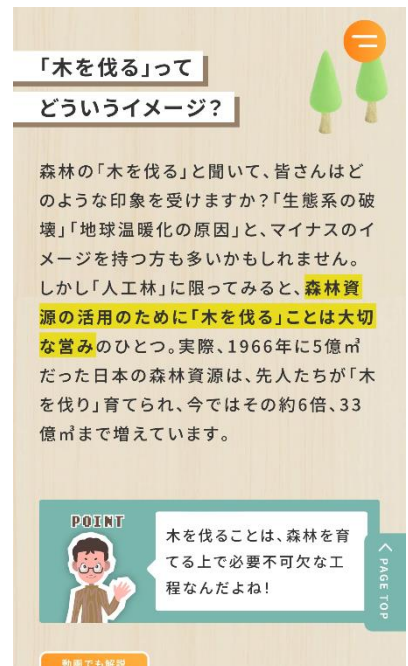 「木を伐る」って
どういうイメージ?
森林の「木を伐る」と聞いて、皆さんはど
のような印象を受けますか?「生態系の破
壊」「地球温暖化の原因」と、マイナスのイ
メージを持つ方も多いかもしれません。
しかし「人工林」に限ってみると、森林資
源の活用のために「木を伐る」ことは大切
な営みのひとつ。実際、1966年に5億㎥
だった日本の森林資源は、先人たちが「木
を伐り」育てられ、今ではその約6倍、33
億㎥まで増えています。
POINT
木を伐ることは、森林を育
てる上で必要不可欠な工
程なんだよね!
PAGE TOP
動画でも解説